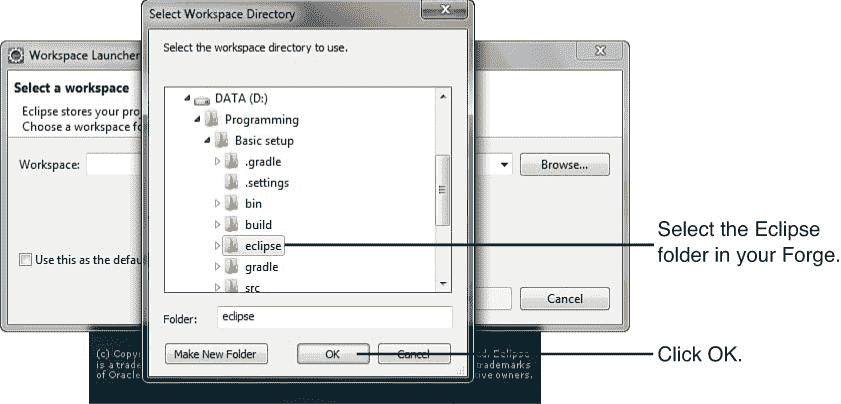 Select Workspace Directory
Select the workspace directory to use.
Workspace Launcher
Select a workspace
Eclipse stores your pro
Choose a workspace fo
Workspace:
Browse...
DATA (D:)
Programming
Basic setup
.gradle
.settings
bin
build
eclipse
gradle
src
Select the Eclipse
folder in your Forge.
Use this as the defau
Cancel
Folder:
eclipse
Make New Folder
OK
Cancel
Click OK.
(c) Copy
ed. Eclipse
is a trade
trademarks
of Oracle
tive owners.